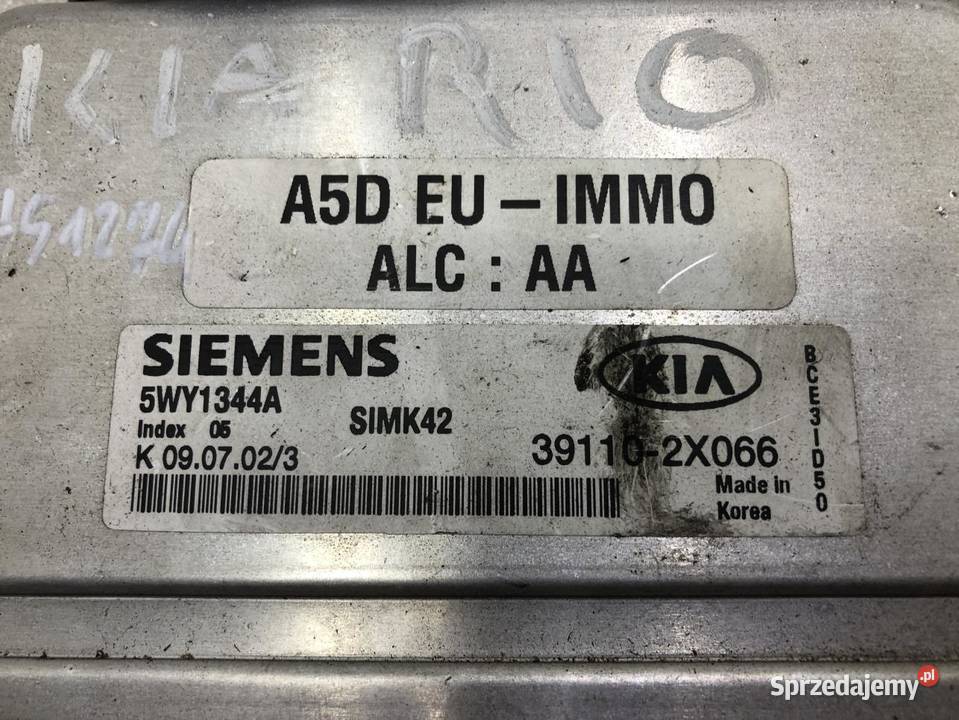 KIA RIO
A5D EU – IMMO
ALC : AA
SIEMENS
5WY1344A
Index 05
SIMK42
K 09.07.02/3
KIA
39110-2X066
Made in
Korea
BCE31D50
Sprzedajemy.pl